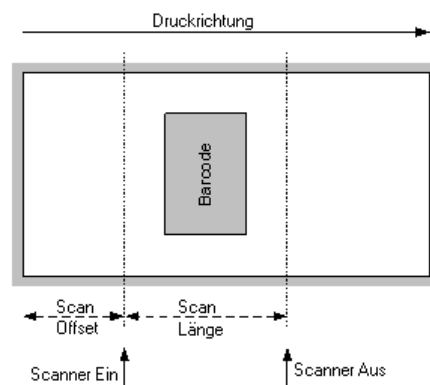 Druckrichtung
Barcode
Scan
Offset
Scan
Länge
Scanner Ein
Scanner Aus